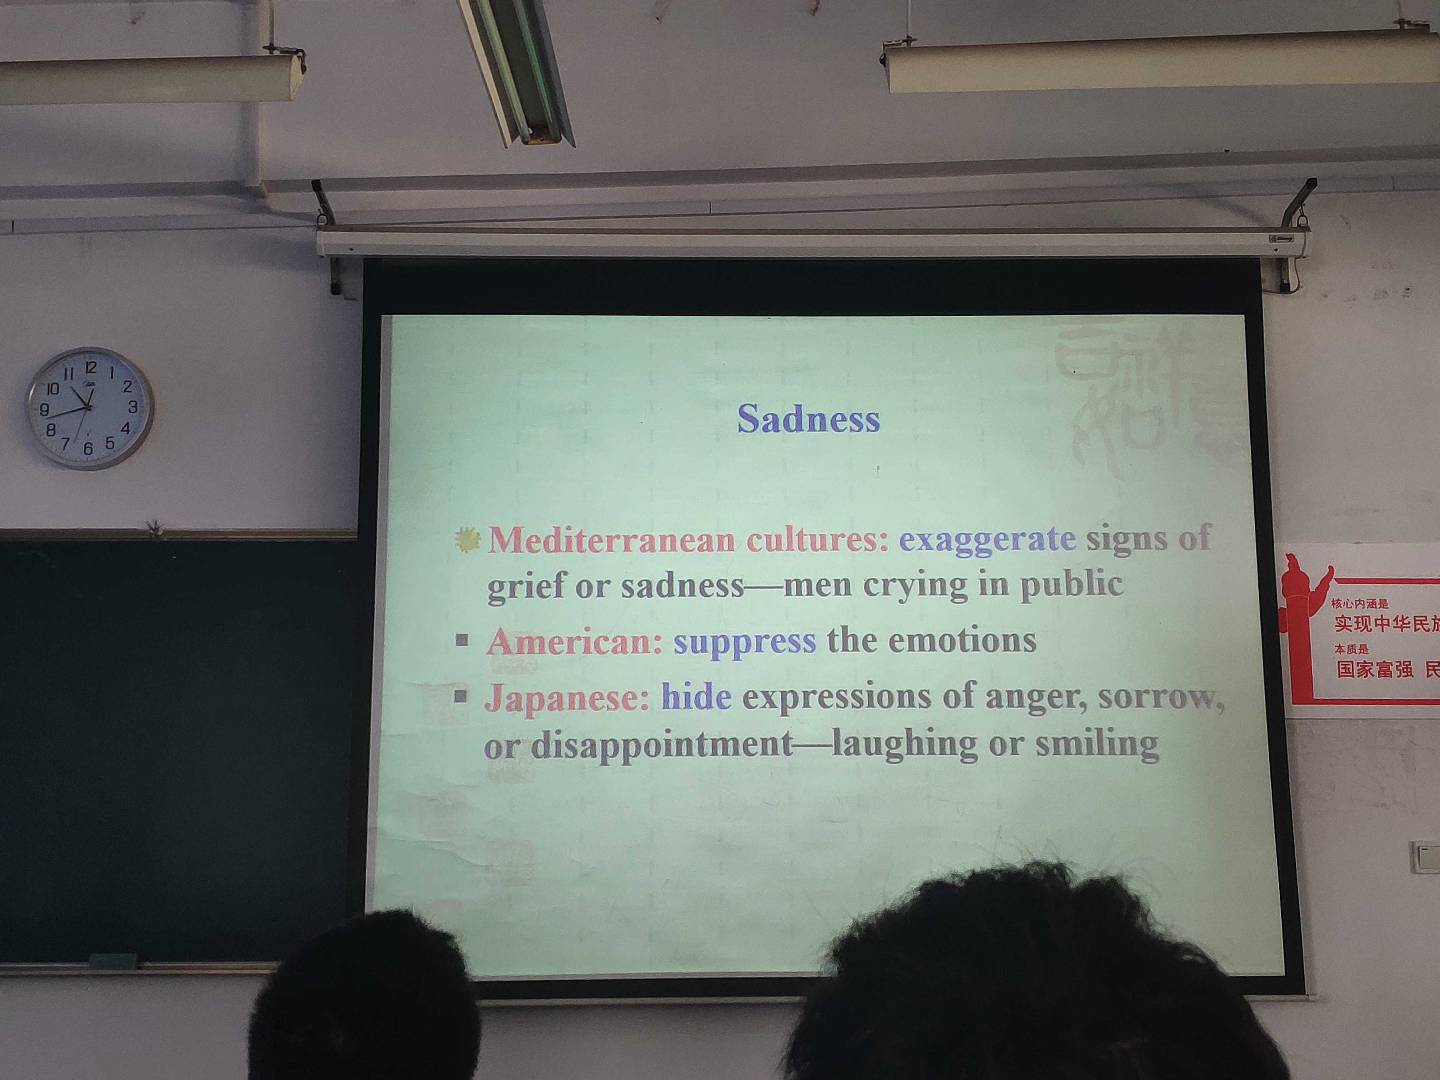 Sadness
Mediterranean cultures: exaggerate signs of
grief or sadness—men crying in public
American: suppress the emotions
Japanese: hide expressions of anger, sorrow,
or disappointment—laughing or smiling
12
1
2
3
4
5
6
7
8
9
10
11
核心内涵是
实现中华民族
本质是
国家富强 民